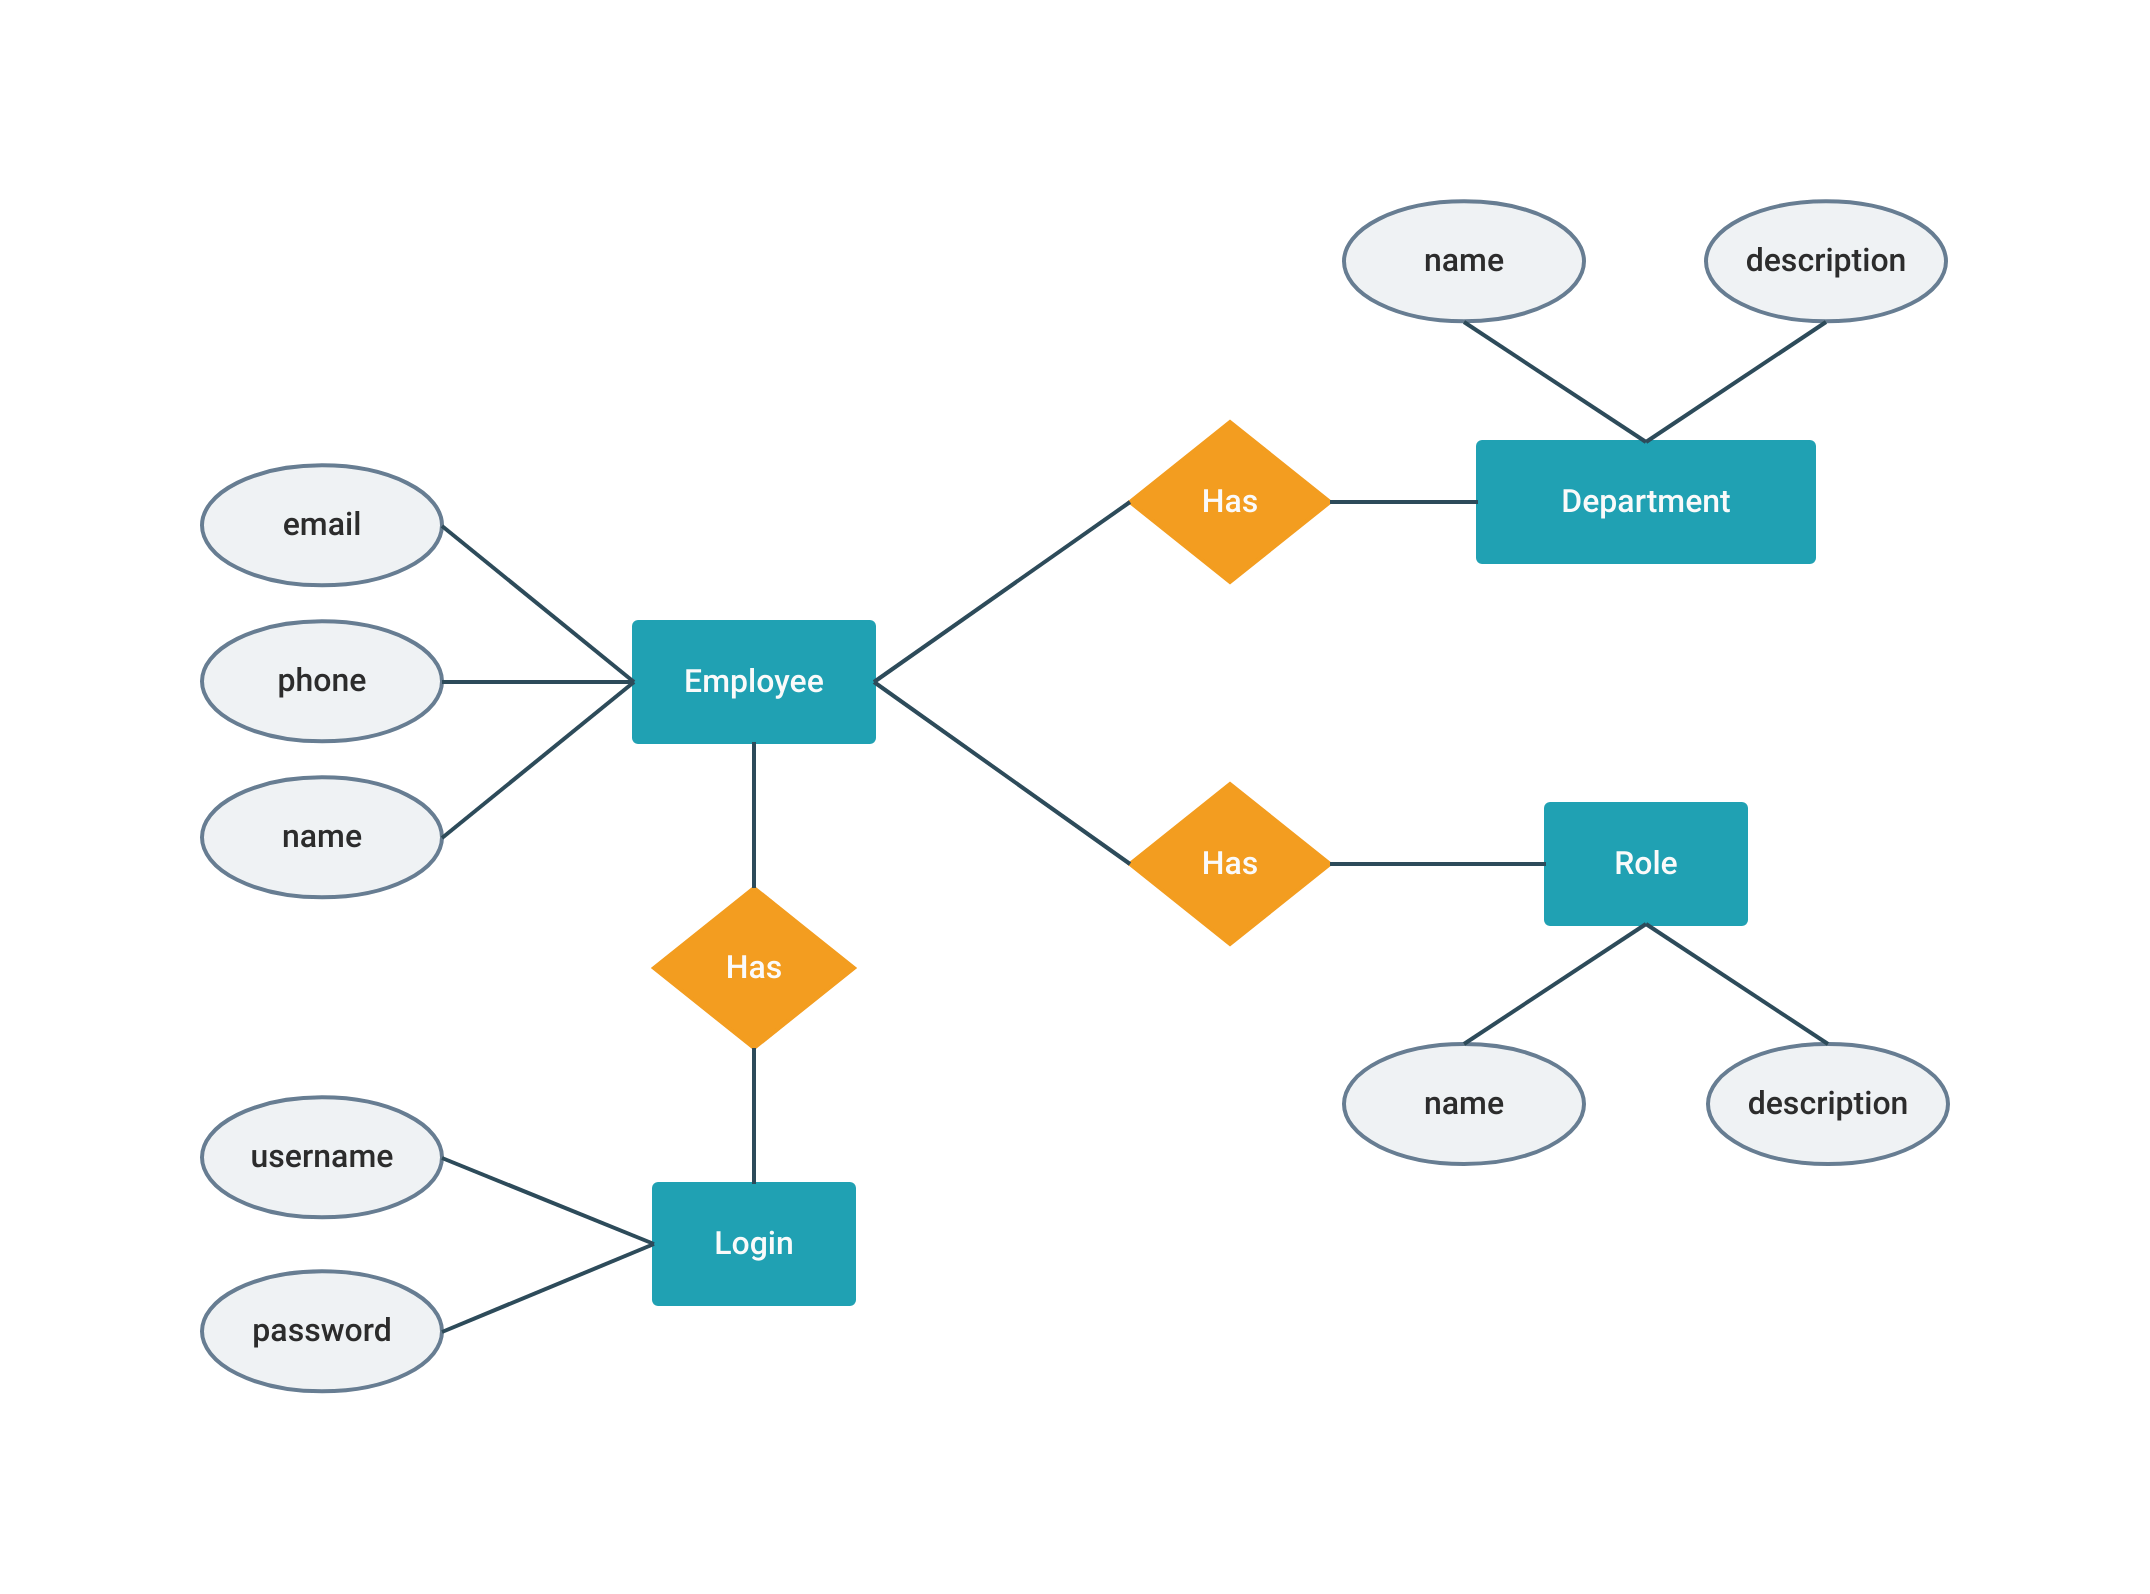 name
description
Has
Department
email
phone
Employee
name
Has
Role
Has
name
description
username
Login
password